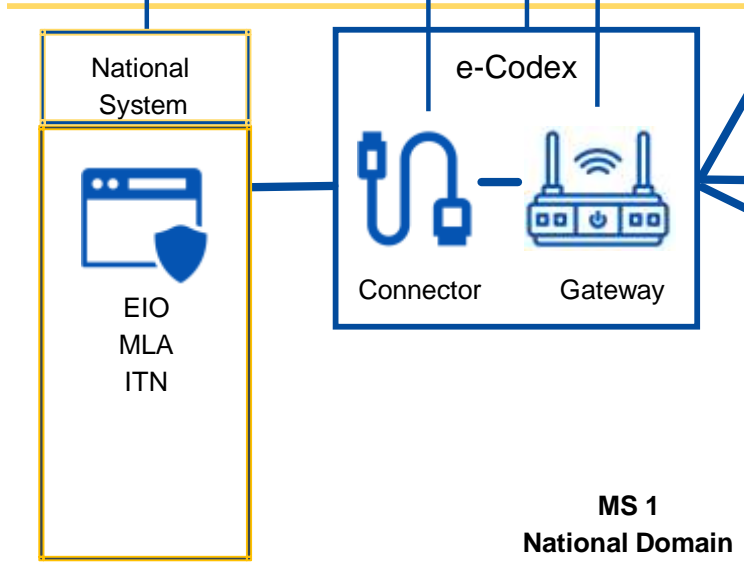 National
System
e-Codex
Connector
Gateway
EIO
MLA
ITN
MS 1
National Domain